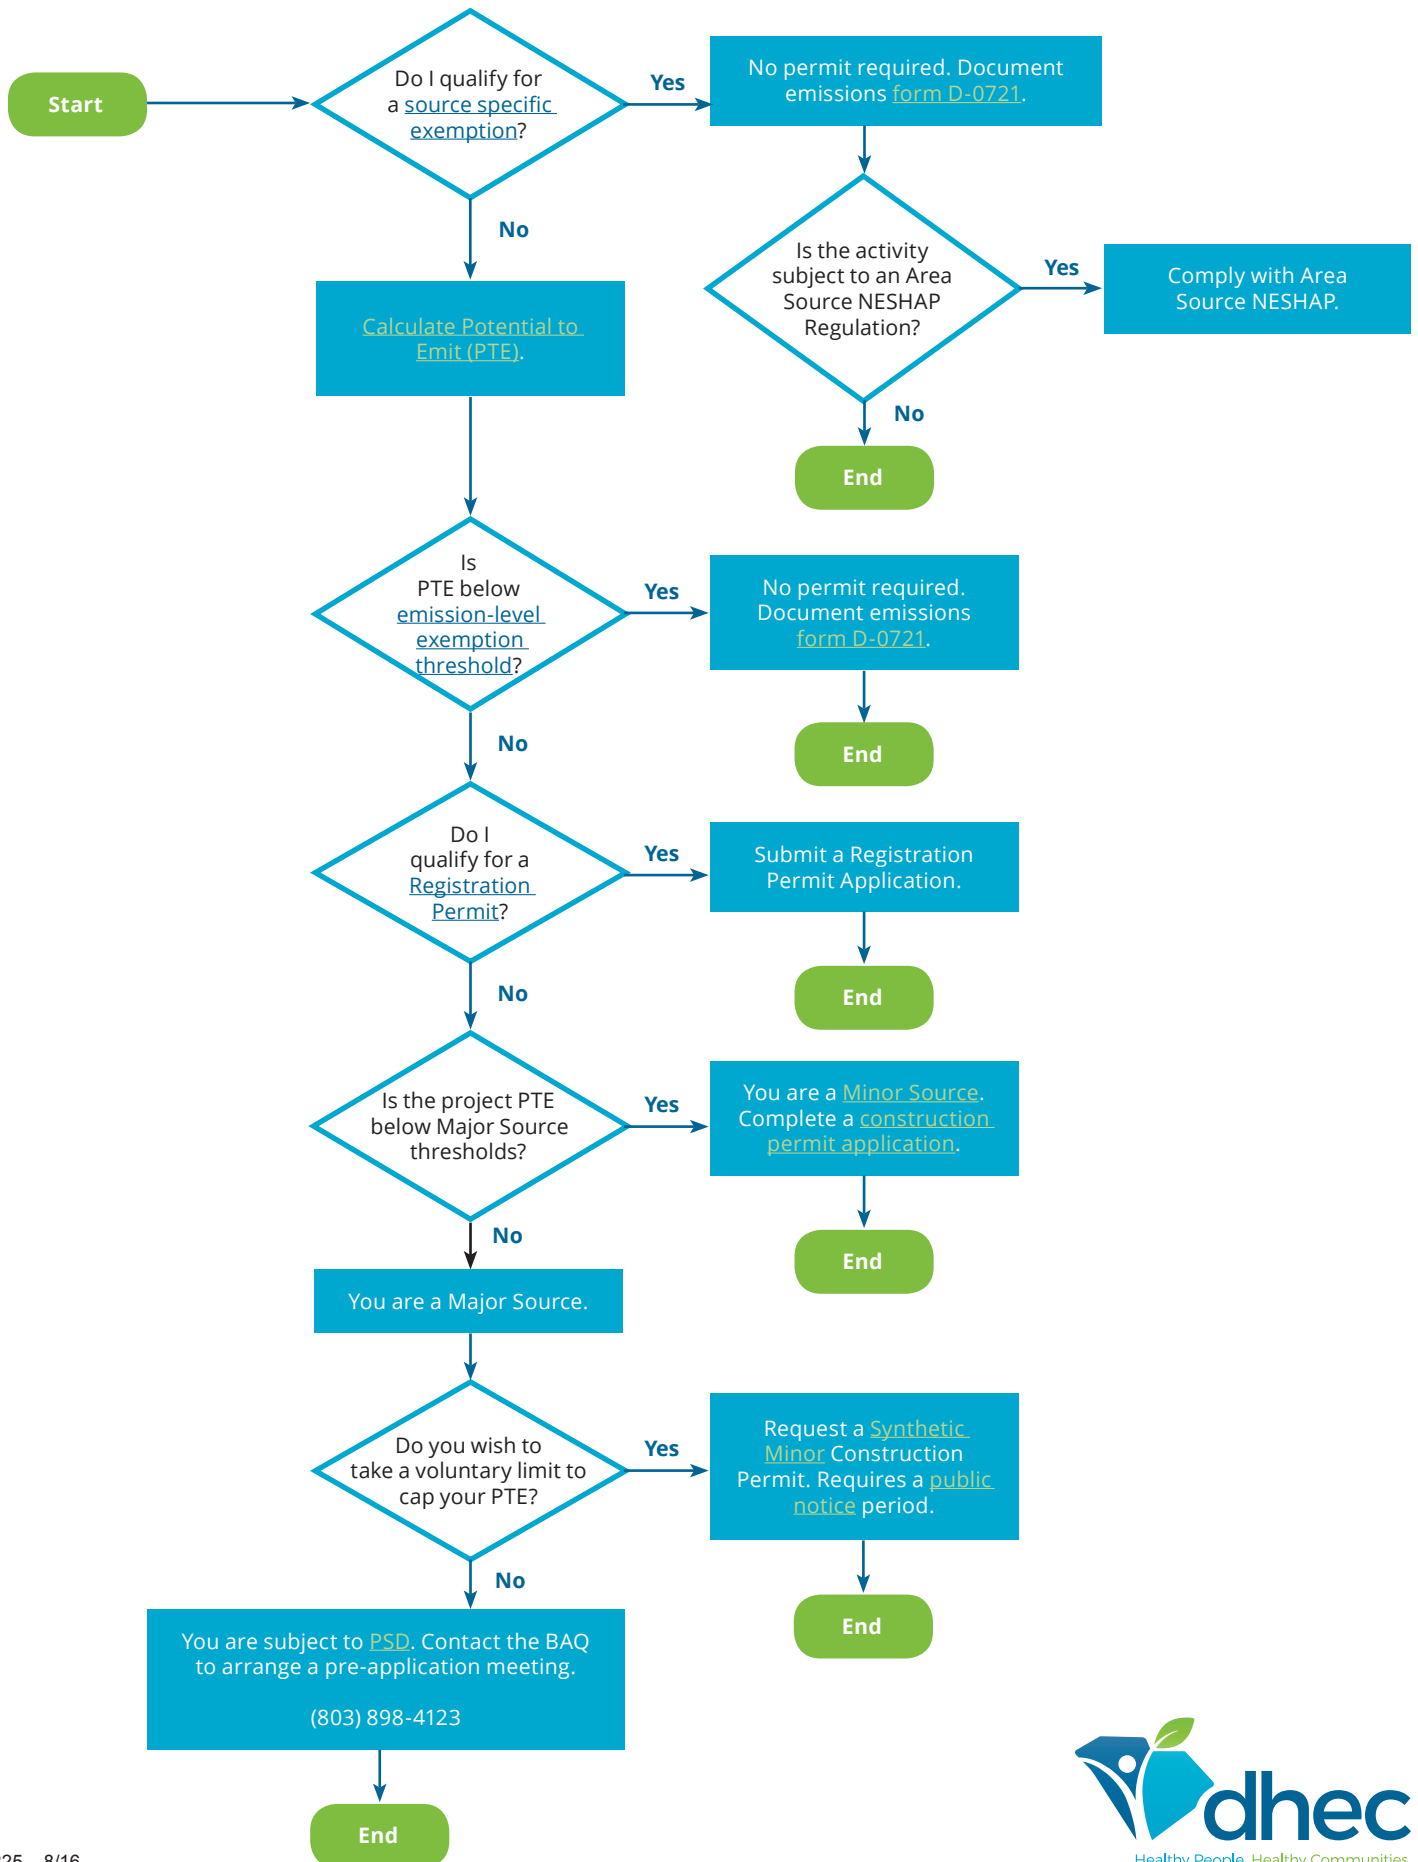 Start
Do I qualify for
a source specific
exemption?
Yes
No permit required. Document
emissions form D-0721.
No
Is the activity
subject to an Area
Source NESHAP
Regulation?
Yes
Comply with Area
Source NESHAP.
Calculate Potential to
Emit (PTE).
No
End
Is
PTE below
emission-level
exemption
threshold?
Yes
No permit required.
Document emissions
form D-0721.
No
End
Do I
qualify for a
Registration
Permit?
Yes
Submit a Registration
Permit Application.
No
End
Is the project PTE
below Major Source
thresholds?
Yes
You are a Minor Source.
Complete a construction
permit application.
No
End
You are a Major Source.
Do you wish to
take a voluntary limit to
cap your PTE?
Yes
Request a Synthetic
Minor Construction
Permit. Requires a public
notice period.
No
End
You are subject to PSD. Contact the BAQ
to arrange a pre-application meeting.
(803) 898-4123
End
dhec
Healthy People. Healthy Communities.
8/16